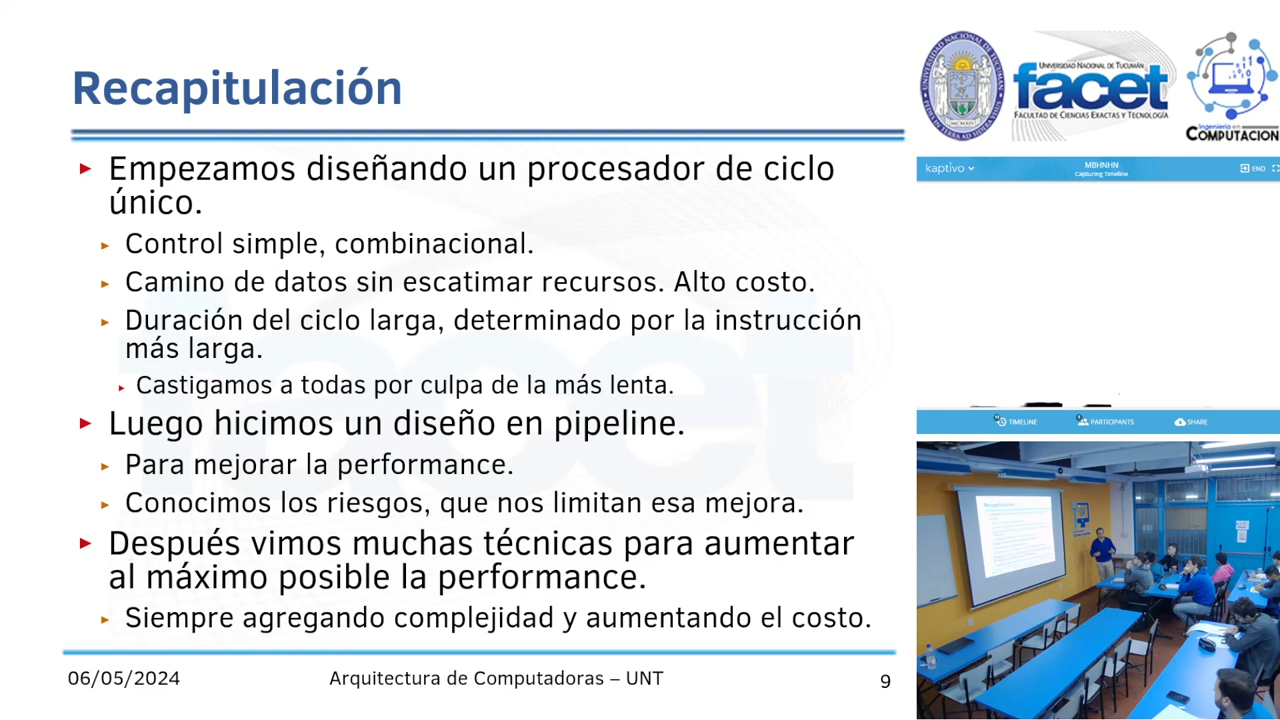 Recapitulación
Empezamos diseñando un procesador de ciclo
único.
Control simple, combinacional.
Camino de datos sin escatimar recursos. Alto costo.
Duración del ciclo larga, determinado por la instrucción
más larga.
Castigamos a todas por culpa de la más lenta.
Luego hicimos un diseño en pipeline.
Para mejorar la performance.
Conocimos los riesgos, que nos limitan esa mejora.
Después vimos muchas técnicas para aumentar
al máximo posible la performance.
Siempre agregando complejidad y aumentando el costo.
06/05/2024
Arquitectura de Computadoras – UNT
9
UNIVERSIDAD NACIONAL DE TUCUMÁN
facet
FACULTAD DE CIENCIAS EXACTAS Y TECNOLOGÍA
Ingeniería en
COMPUTACION
kaptivo
MBHNHN
Capturing Timeline
END
TIMELINE
PARTICIPANTS
SHARE
Recapitulación